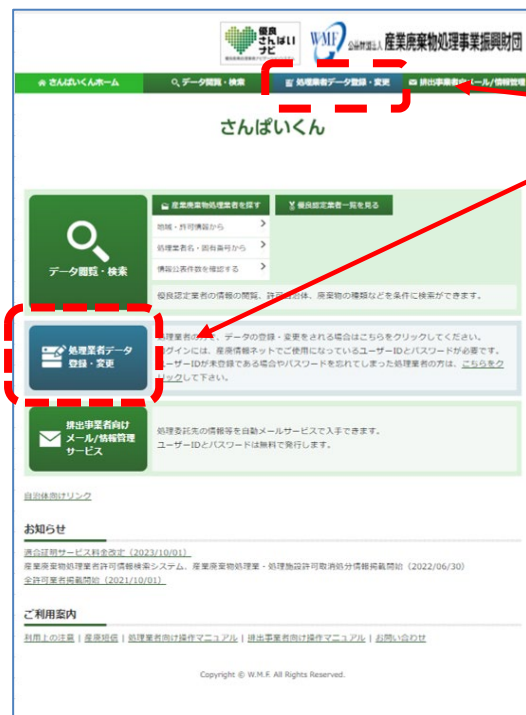 優良
さんぱい
ナビ
WMF 公益財団法人 産業廃棄物処理事業振興財団
さんぱいくんホーム
データ閲覧・検索
処理業者データ登録・変更
排出事業者向けメール/情報管理
さんぱいくん
産業廃棄物処理業者を探す
優良認定業者一覧を見る
地域・許可情報から
処理業者名・固有番号から
情報公表件数を確認する
データ閲覧・検索
優良認定業者の情報の閲覧、許可自治体、廃棄物の種類などを条件に検索ができます。
処理業者データ
登録・変更
処理業者の方で、データの登録・変更をされる場合はこちらをクリックしてください。
ログインには、産廃情報ネットでご使用になっているユーザーIDとパスワードが必要です。
ユーザーIDが未登録である場合やパスワードを忘れてしまった処理業者の方は、こちらをク
リックして下さい。
排出事業者向け
メール/情報管理
サービス
処理委託先の情報等を自動メールサービスで入手できます。
ユーザーIDとパスワードは無料で発行します。
自治体向けリンク
お知らせ
適合証明サービス料金改定（2023/10/01）
産業廃棄物処理業者許可情報検索システム、産業廃棄物処理業・処理施設許可取消処分情報掲載開始（2022/06/30）
全許可業者掲載開始（2021/10/01）
ご利用案内
利用上の注意 | 産廃短信 | 処理業者向け操作マニュアル | 排出事業者向け操作マニュアル | お問い合わせ
Copyright © W.M.F. All Rights Reserved.